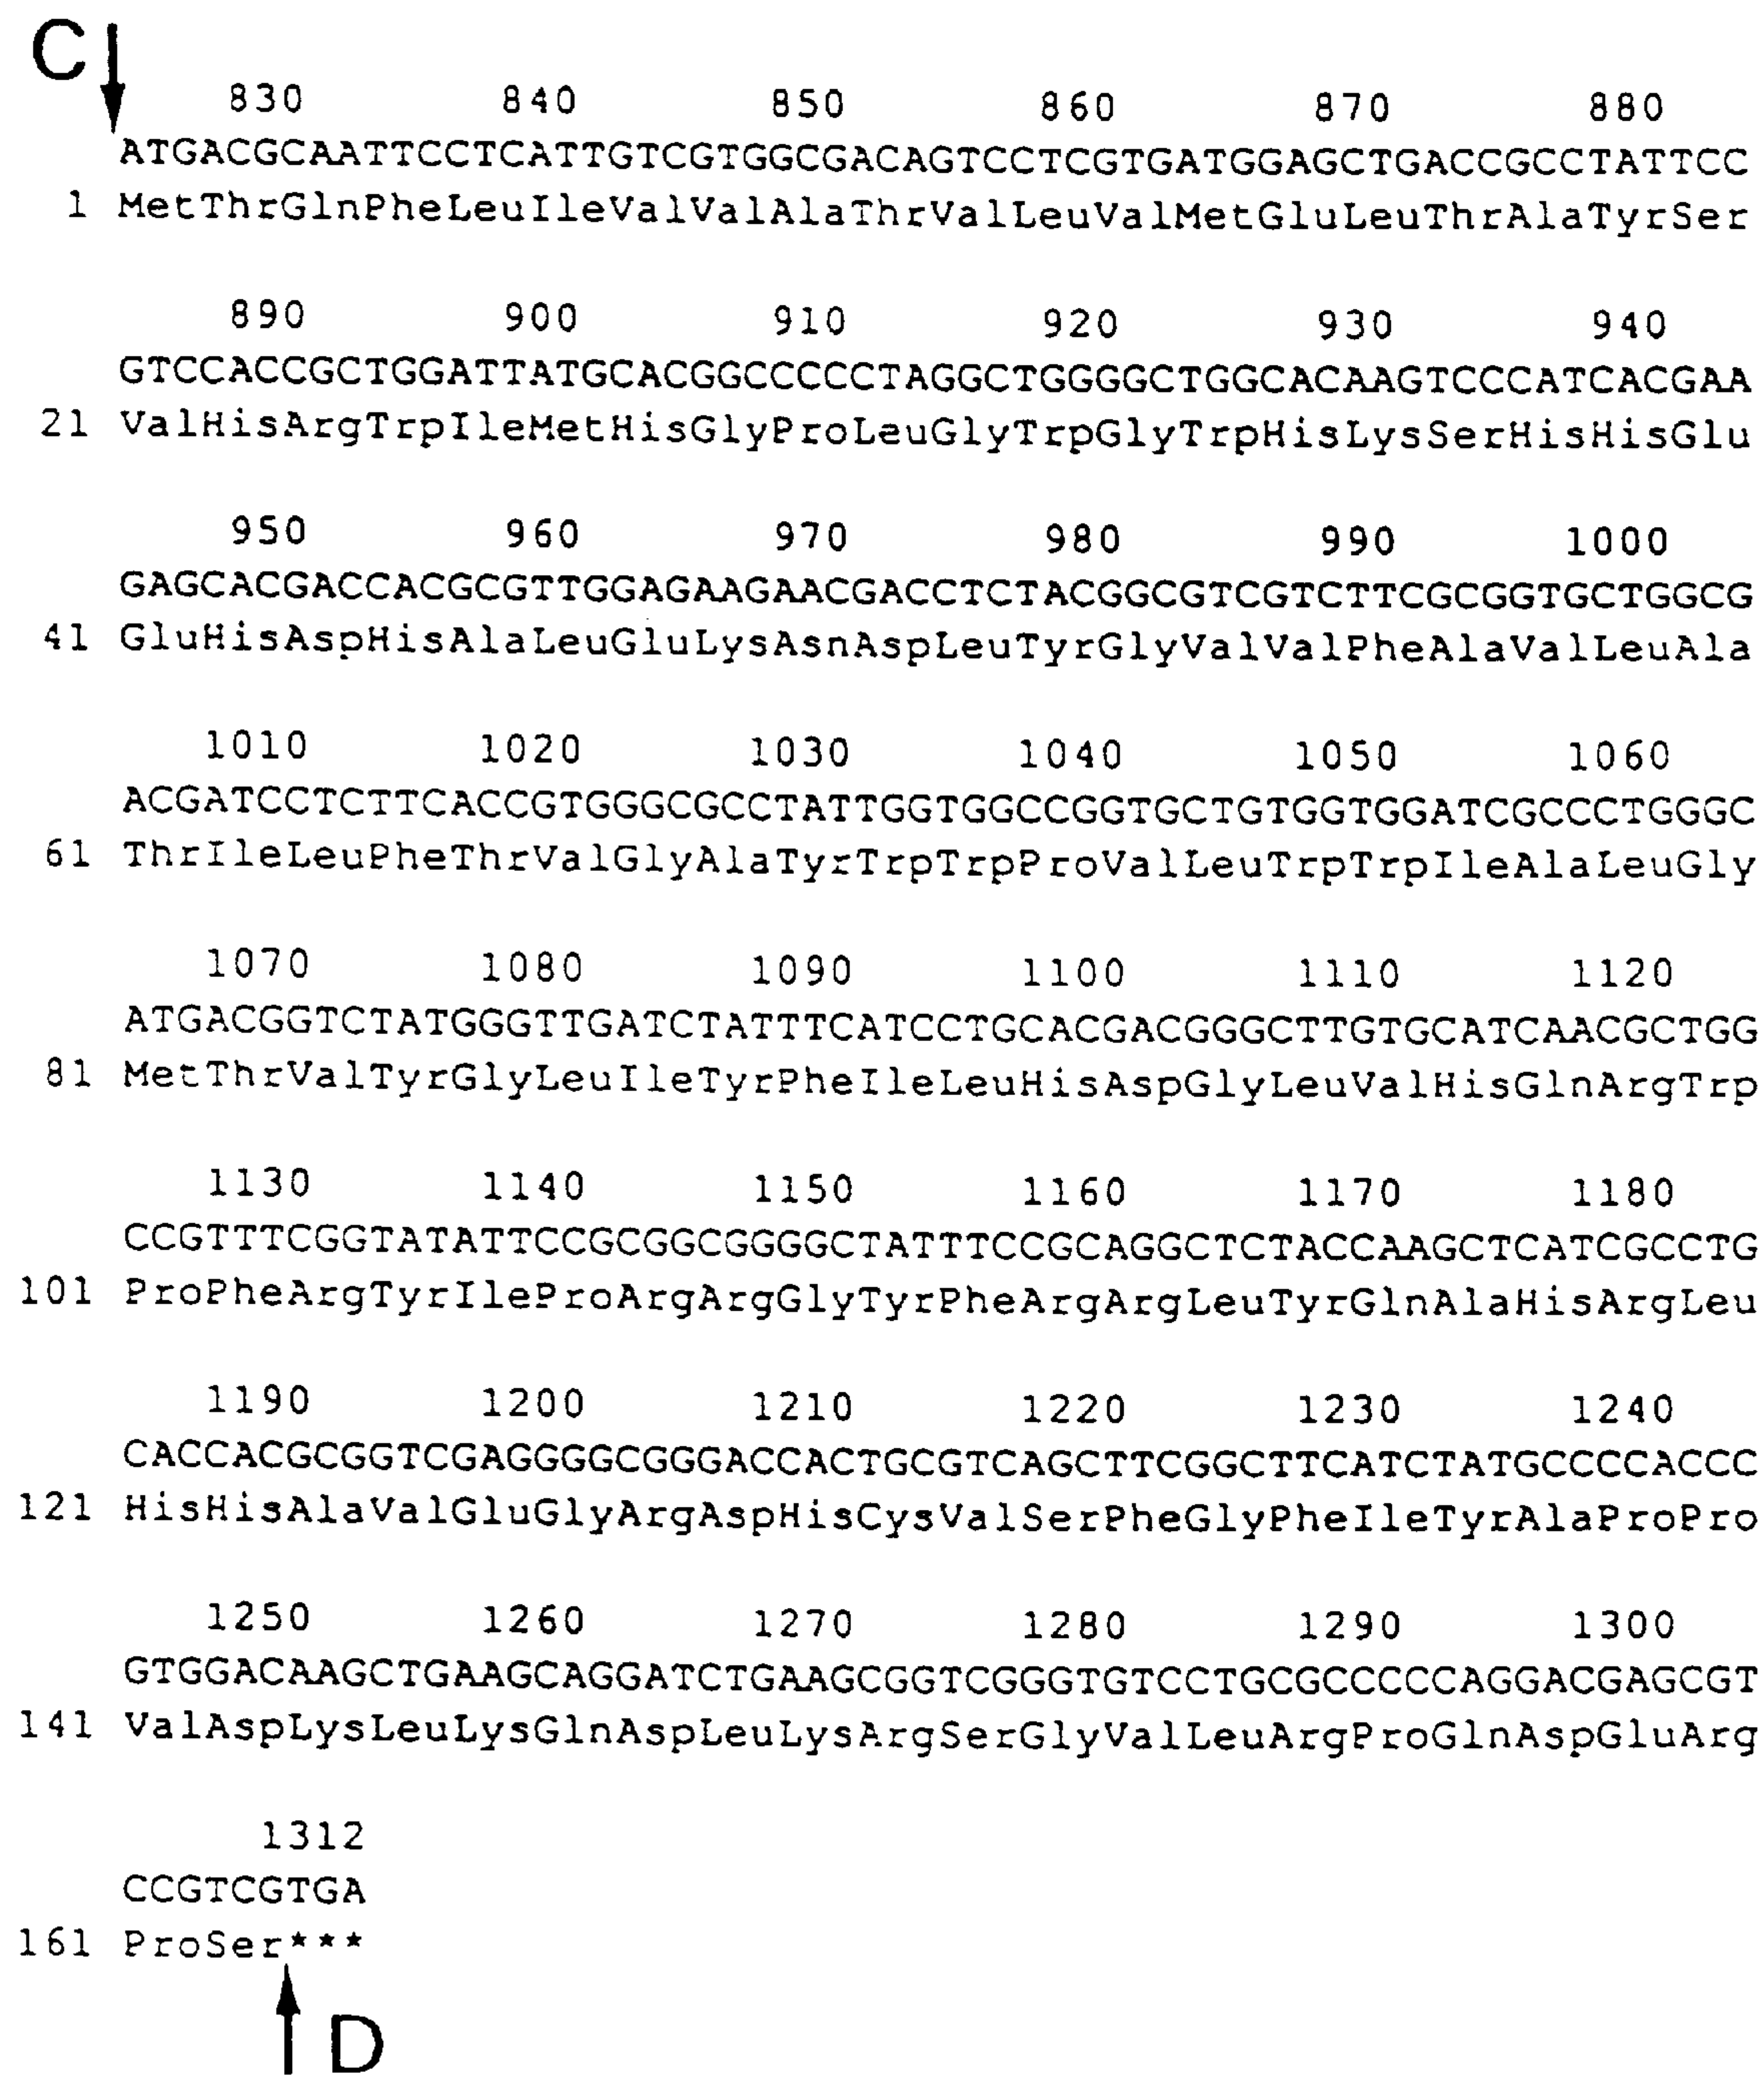 C
830 840 850 860 870 880
ATGACGCAATTCCTCATTGTCGTGGCGACAGTCCTCGTGATGGAGCTGACCGCCTATTCC
1 MetThrGlnPheLeuIleValValAlaThrValLeuValMetGluLeuThrAlaTyrSer
890 900 910 920 930 940
GTCCACCGCTGGATTATGCACGGCCCCCTAGGCTGGGGCTGGCACAAGTCCCATCACGAA
21 ValHisArgTrpIleMetHisGlyProLeuGlyTrpGlyTrpHisLysSerHisHisGlu
950 960 970 980 990 1000
GAGCACGACCACGCGTTGGAGAAGAACGACCTCTACGGCGTCGTCTTCGCGGTGCTGGCG
41 GluHisAspHisAlaLeuGluLysAsnAspLeuTyrGlyValValPheAlaValLeuAla
1010 1020 1030 1040 1050 1060
ACGATCCTCTTCACCGTGGGCGCCTATTGGTGGCCGGTGCTGTGGTGGATCGCCCTGGGC
61 ThrIleLeuPheThrValGlyAlaTyrTrpTrpProValLeuTrpTrpIleAlaLeuGly
1070 1080 1090 1100 1110 1120
ATGACGGTCTATGGGTTGATCTATTTCATCCTGCACGACGGGCTTGTGCATCAACGCTGG
81 MetThrValTyrGlyLeuIleTyrPheIleLeuHisAspGlyLeuValHisGlnArgTrp
1130 1140 1150 1160 1170 1180
CCGTTTCGGTATATTCCGCGGCGGGGCTATTTCCGCAGGCTCTACCAAGCTCATCGCCTG
101 ProPheArgTyrIleProArgArgGlyTyrPheArgArgLeuTyrGlnAlaHisArgLeu
1190 1200 1210 1220 1230 1240
CACCACGCGGTCGAGGGGCGGGACCACTGCGTCAGCTTCGGCTTCATCTATGCCCCACCC
121 HisHisAlaValGluGlyArgAspHisCysValSerPheGlyPheIleTyrAlaProPro
1250 1260 1270 1280 1290 1300
GTGGACAAGCTGAAGCAGGATCTGAAGCGGTCGGGTGTCCTGCGCCCCCAGGACGAGCGT
141 ValAspLysLeuLysGlnAspLeuLysArgSerGlyValLeuArgProGlnAspGluArg
1312
CCGTCGTGA
161 ProSer***
D